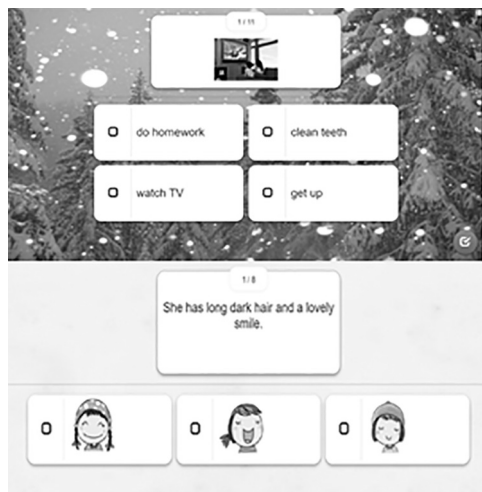 1 / 11
do homework
clean teeth
watch TV
get up
1 / 8
She has long dark hair and a lovely
smile.